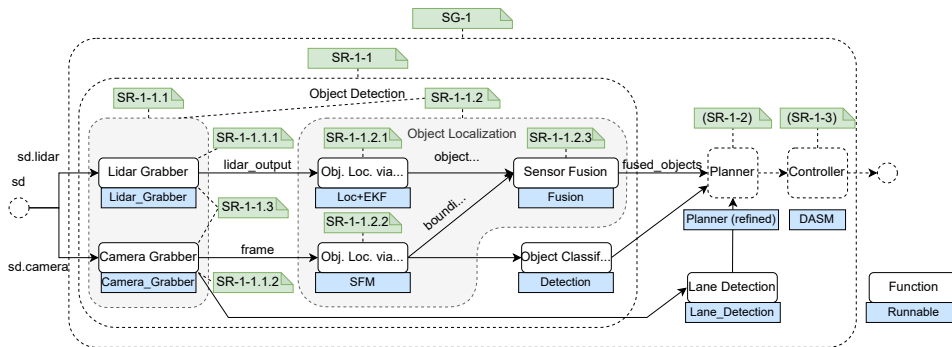 SG-1
SR-1-1
SR-1-1.1
Object Detection
SR-1-1.2
SR-1-1.1.1
SR-1-1.2.1
Object Localization
SR-1-1.2.3
(SR-1-2)
(SR-1-3)
sd.lidar
lidar_output
object...
fused_objects
sd
Lidar Grabber
Lidar_Grabber
Obj. Loc. via...
Loc+EKF
Sensor Fusion
Fusion
Planner
Planner (refined)
Controller
DASM
SR-1-1.3
SR-1-1.2.2
boundi...
sd.camera
frame
Camera Grabber
Camera_Grabber
SR-1-1.1.2
Obj. Loc. via...
SFM
Object Classif...
Detection
Lane Detection
Lane_Detection
Function
Runnable